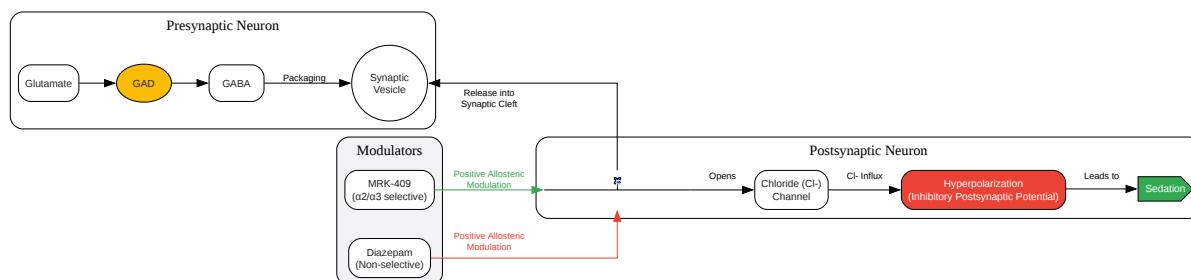 Presynaptic Neuron
Glutamate
GAD
GABA
Packaging
Synaptic
Vesicle
Release into
Synaptic Cleft
Modulators
MRK-409
(α2/α3 selective)
Positive Allosteric
Modulation
Diazepam
(Non-selective)
Positive Allosteric
Modulation
Postsynaptic Neuron
Opens
Chloride (Cl-)
Channel
Cl- Influx
Hyperpolarization
(Inhibitory Postsynaptic Potential)
Leads to
Sedation